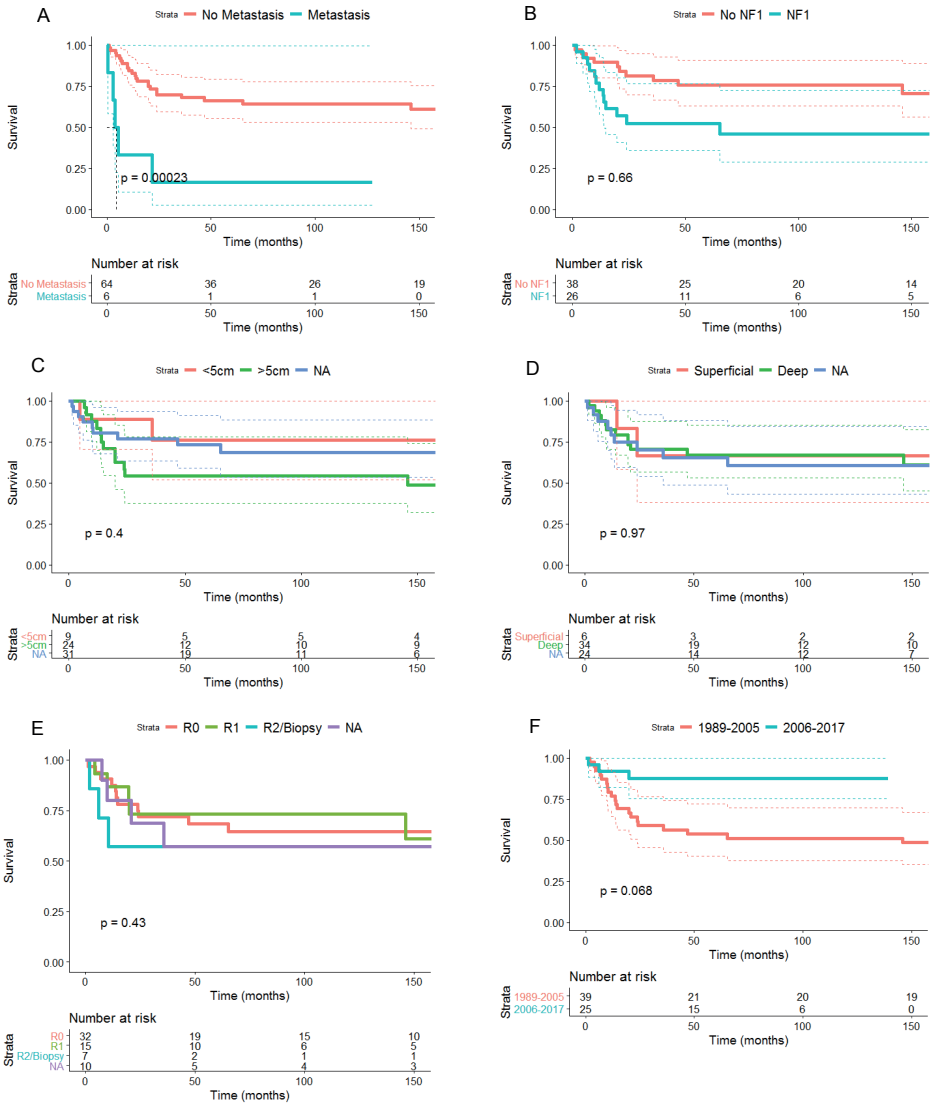 A
Strata No Metastasis Metastasis
1.00
0.75
0.50
0.25
0.00
Survival
p = 0.00023
0 50 100 150
Time (months)
Number at risk
Strata
No Metastasis 64 36 26 19
Metastasis 6 1 1 0
0 50 100 150
Time (months)
B
Strata No NF1 NF1
1.00
0.75
0.50
0.25
0.00
Survival
p = 0.66
0 50 100 150
Time (months)
Number at risk
Strata
No NF1 38 25 20 14
NF1 26 11 6 5
0 50 100 150
Time (months)
C
Strata <5cm >5cm NA
1.00
0.75
0.50
0.25
0.00
Survival
p = 0.4
0 50 100 150
Time (months)
Number at risk
Strata
<5cm 9 5 5 4
>5cm 24 12 10 9
NA 31 19 11 6
0 50 100 150
Time (months)
D
Strata Superficial Deep NA
1.00
0.75
0.50
0.25
0.00
Survival
p = 0.97
0 50 100 150
Time (months)
Number at risk
Strata
Superficial 6 3 2 2
Deep 34 19 12 10
NA 24 14 12 7
0 50 100 150
Time (months)
E
Strata R0 R1 R2/Biopsy NA
1.00
0.75
0.50
0.25
0.00
Survival
p = 0.43
0 50 100 150
Time (months)
Number at risk
Strata
R0 32 19 15 10
R1 15 10 6 5
R2/Biopsy 7 2 1 1
NA 10 5 4 3
0 50 100 150
Time (months)
F
Strata 1989-2005 2006-2017
1.00
0.75
0.50
0.25
0.00
Survival
p = 0.068
0 50 100 150
Time (months)
Number at risk
Strata
1989-2005 39 21 20 19
2006-2017 25 15 6 0
0 50 100 150
Time (months)